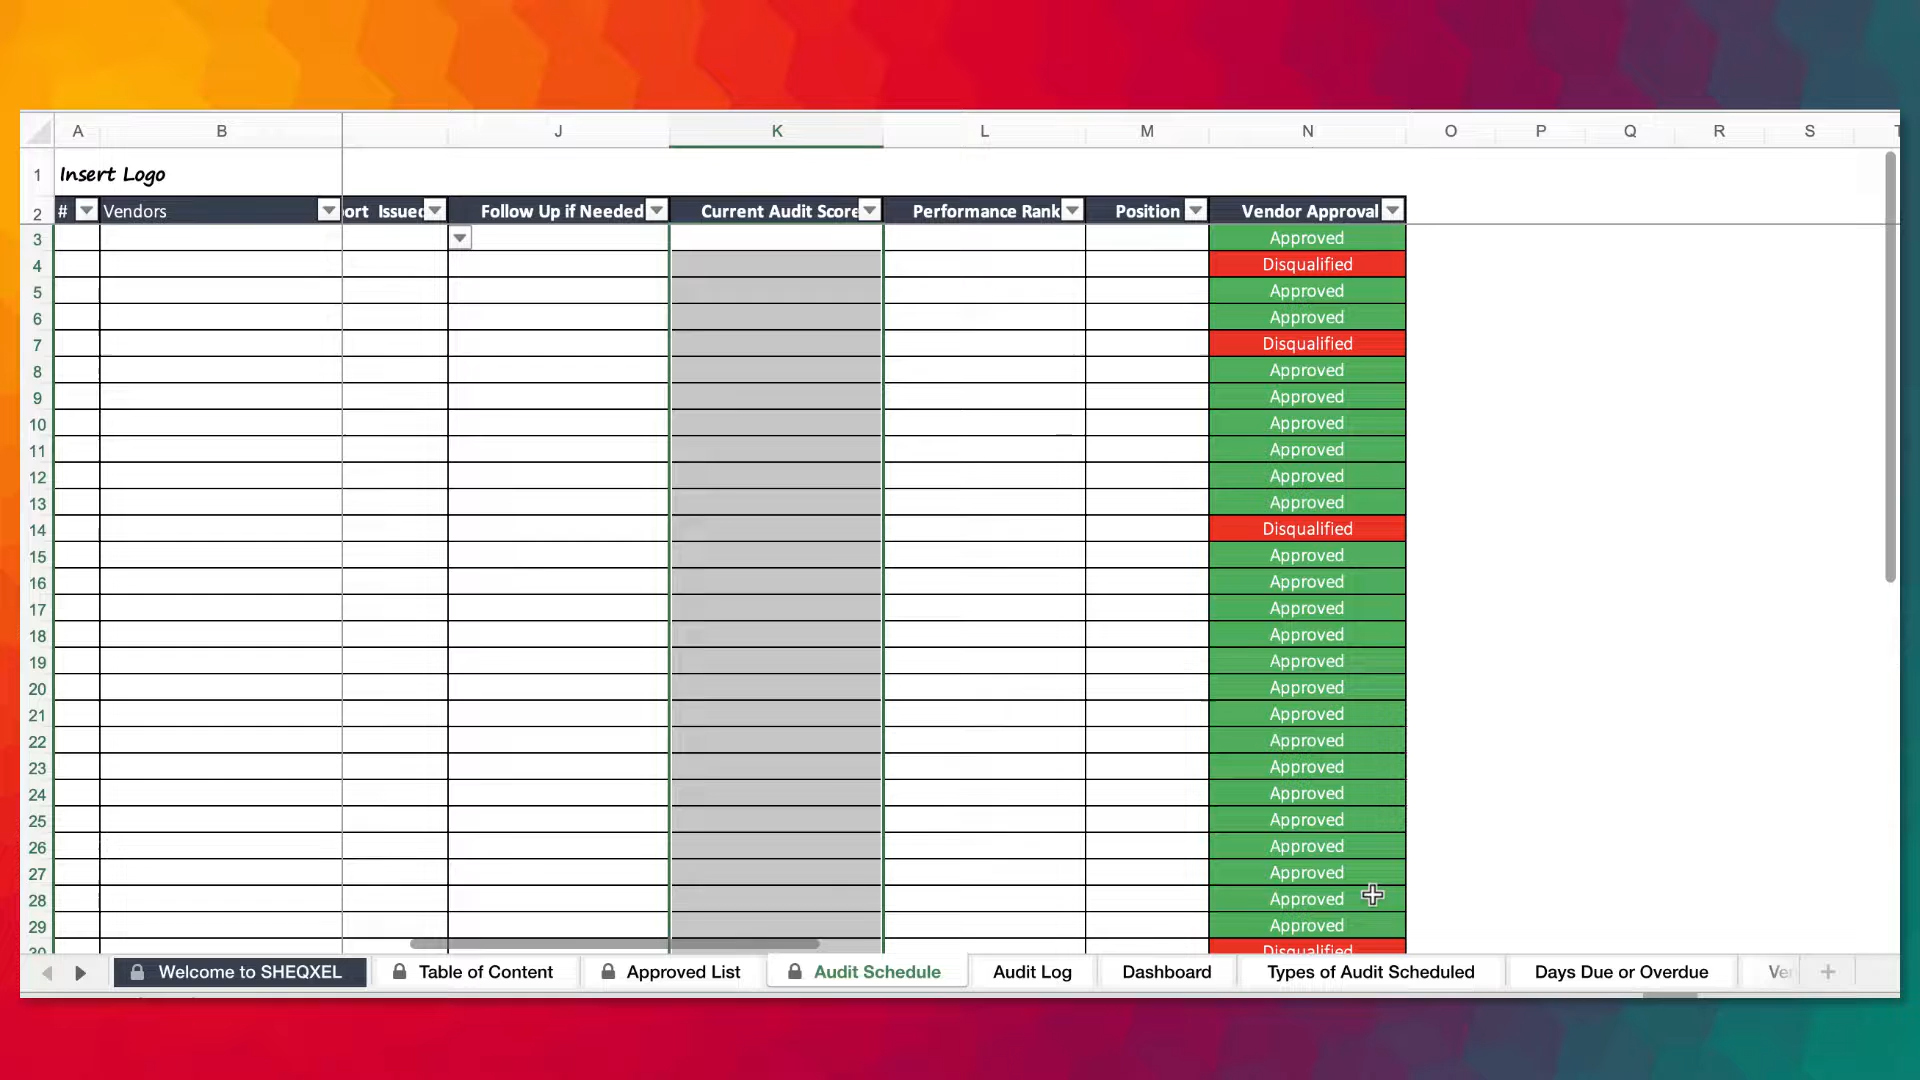 A B J K L M N O P Q R S
1 Insert Logo
2 # Vendors ort Issued Follow Up if Needed Current Audit Score Performance Rank Position Vendor Approval
3 Approved
4 Disqualified
5 Approved
6 Approved
7 Disqualified
8 Approved
9 Approved
10 Approved
11 Approved
12 Approved
13 Approved
14 Disqualified
15 Approved
16 Approved
17 Approved
18 Approved
19 Approved
20 Approved
21 Approved
22 Approved
23 Approved
24 Approved
25 Approved
26 Approved
27 Approved
28 Approved
29 Approved
30 Disqualified
Welcome to SHEQXEL Table of Content Approved List Audit Schedule Audit Log Dashboard Types of Audit Scheduled Days Due or Overdue